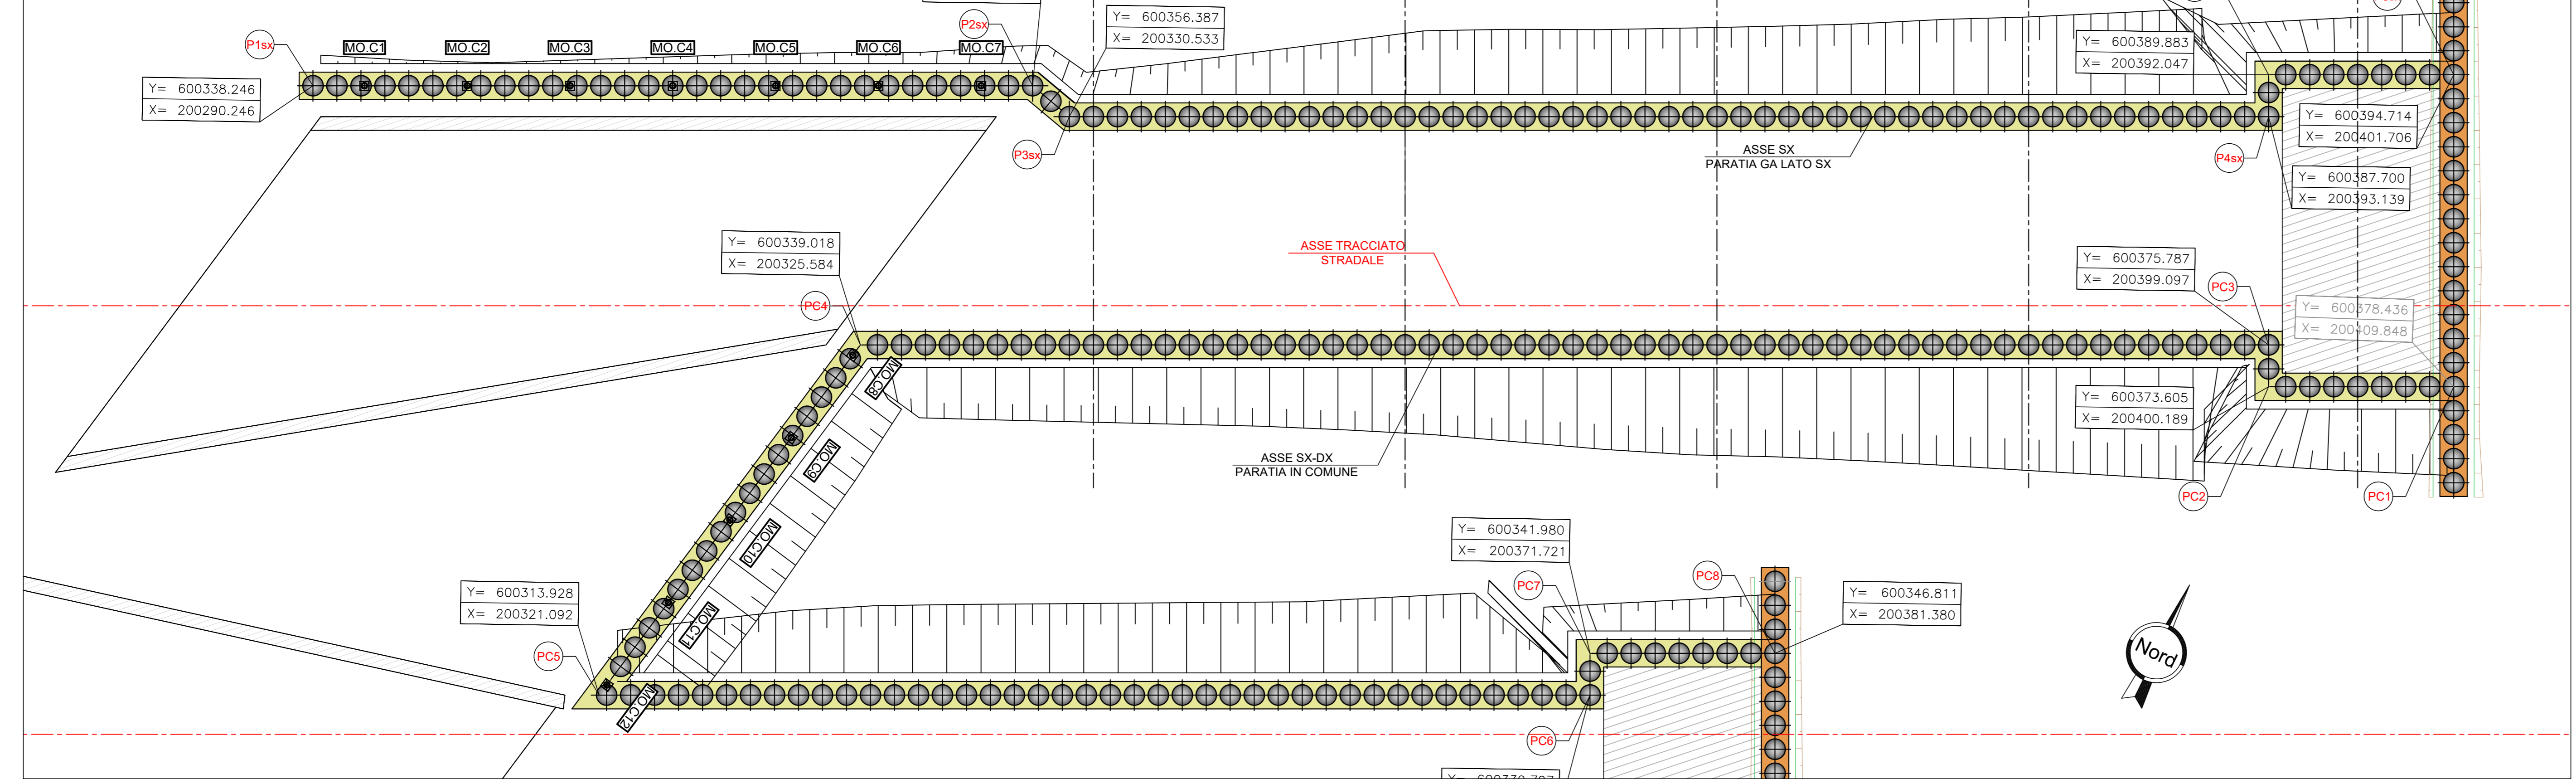 P1sx
MO.C1
MO.C2
MO.C3
MO.C4
MO.C5
MO.C6
MO.C7
P2sx
Y= 600356.387
X= 200330.533
Y= 600338.246
X= 200290.246
Y= 600389.883
X= 200392.047
Y= 600394.714
X= 200401.706
P3sx
ASSE SX
PARATIA GA LATO SX
P4sx
Y= 600387.700
X= 200393.139
Y= 600339.018
X= 200325.584
ASSE TRACCIATO
STRADALE
Y= 600375.787
X= 200399.097
PC3
PC4
Y= 600378.436
X= 200409.848
MO.C8
Y= 600373.605
X= 200400.189
MO.C9
ASSE SX-DX
PARATIA IN COMUNE
PC2
PC1
MO.C10
Y= 600341.980
X= 200371.721
PC7
PC8
Y= 600313.928
X= 200321.092
Y= 600346.811
X= 200381.380
MO.C11
PC5
Nord
MO.C12
PC6